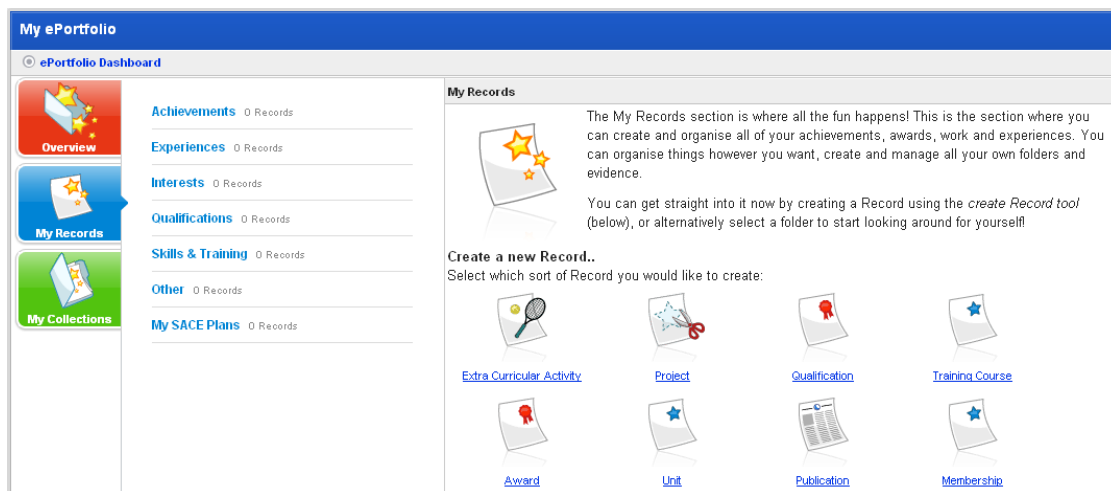 My ePortfolio
ePortfolio Dashboard
Overview
My Records
My Collections
Achievements 0 Records
Experiences 0 Records
Interests 0 Records
Qualifications 0 Records
Skills & Training 0 Records
Other 0 Records
My SACE Plans 0 Records
My Records
The My Records section is where all the fun happens! This is the section where you
can create and organise all of your achievements, awards, work and experiences. You
can organise things however you want, create and manage all your own folders and
evidence.
You can get straight into it now by creating a Record using the create Record tool
(below), or alternatively select a folder to start looking around for yourself!
Create a new Record..
Select which sort of Record you would like to create:
Extra Curricular Activity
Project
Qualification
Training Course
Award
Unit
Publication
Membership